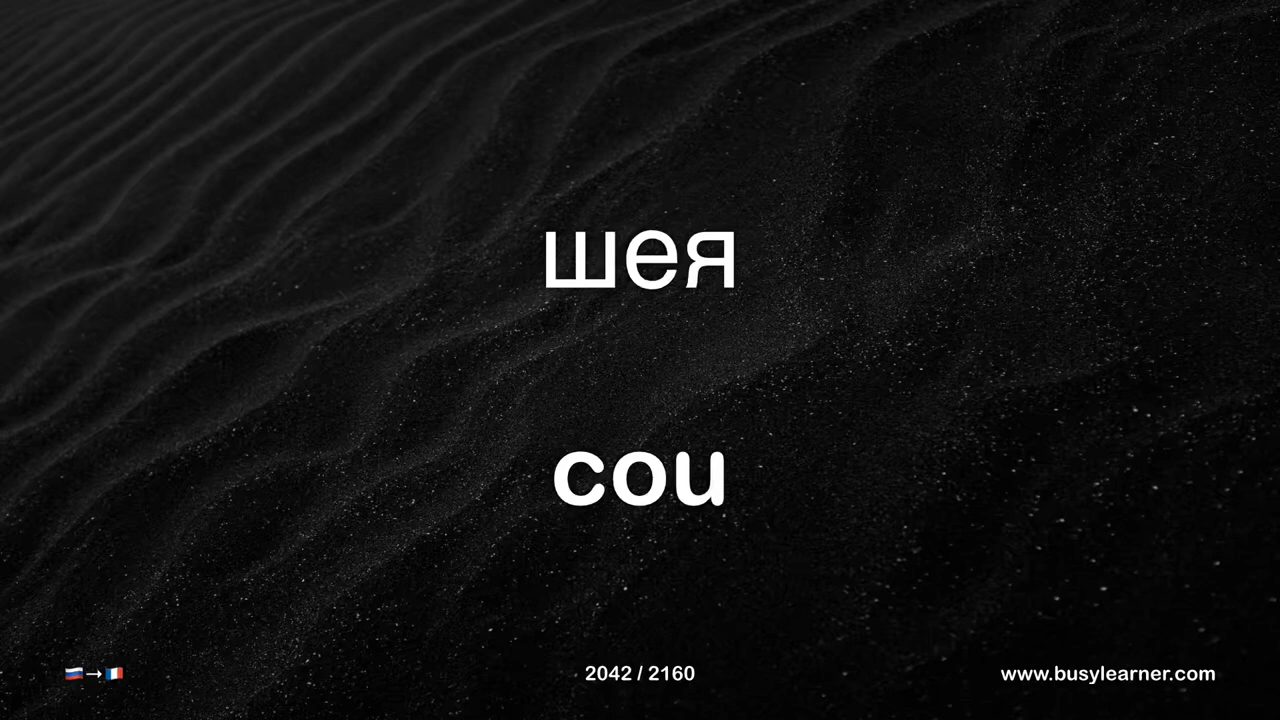 шея
cou
🇷🇺→🇫🇷
2042 / 2160
www.busylearner.com